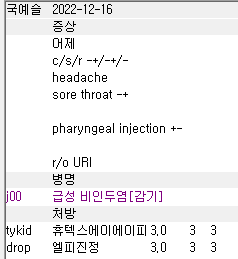 국예슬 2022-12-16
증상
어제
c/s/r -+/-+/-
headache
sore throat -+
pharyngeal injection +-
r/o URI
병명
j00 급성 비인두염[감기]
처방
tykid 휴텍스에이에이피 3,0 3 3
drop 엘피진정 3,0 3 3